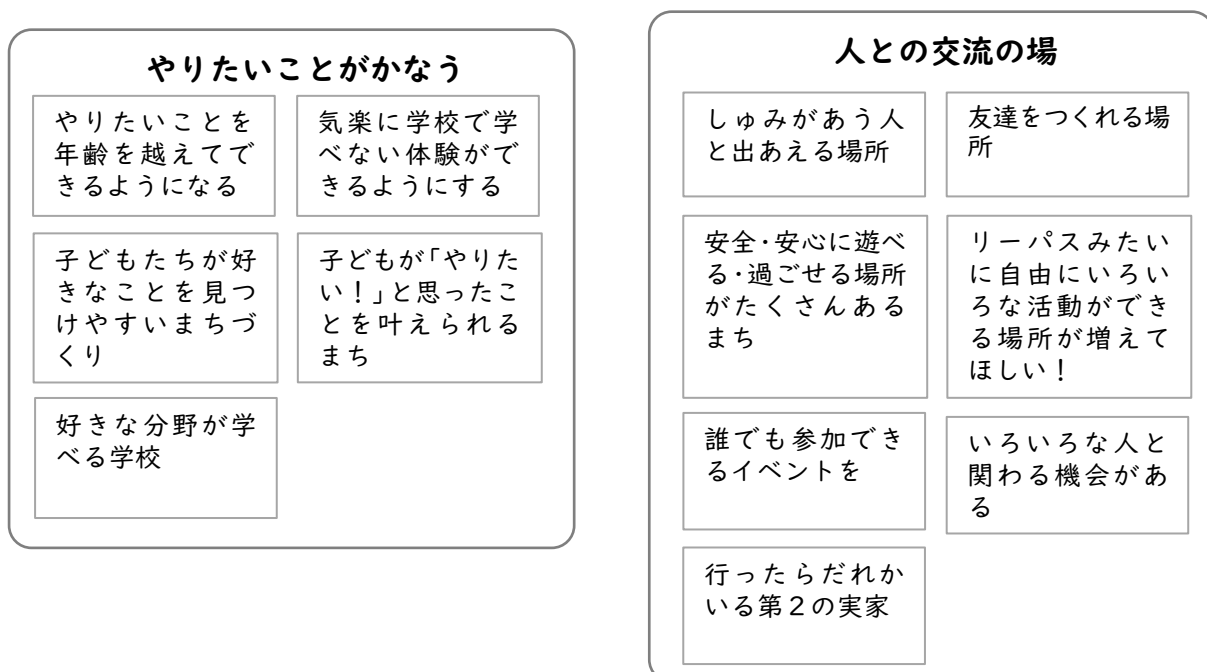 やりたいことがかなう
やりたいことを
年齢を越えてで
きるようになる
気楽に学校で学
べない体験がで
きるようにする
子どもたちが好
きなことを見つ
けやすいまちづ
くり
子どもが「やりた
い！」と思ったこ
とを叶えられる
まち
好きな分野が学
べる学校
人との交流の場
しゅみがあう人
と出あえる場所
友達をつくれる場
所
安全・安心に遊べ
る・過ごせる場所
がたくさんある
まち
リーパスみたい
に自由にいろい
ろな活動ができ
る場所が増えて
ほしい！
誰でも参加でき
るイベントを
いろいろな人と
関わる機会があ
る
行ったらだれか
いる第２の実家